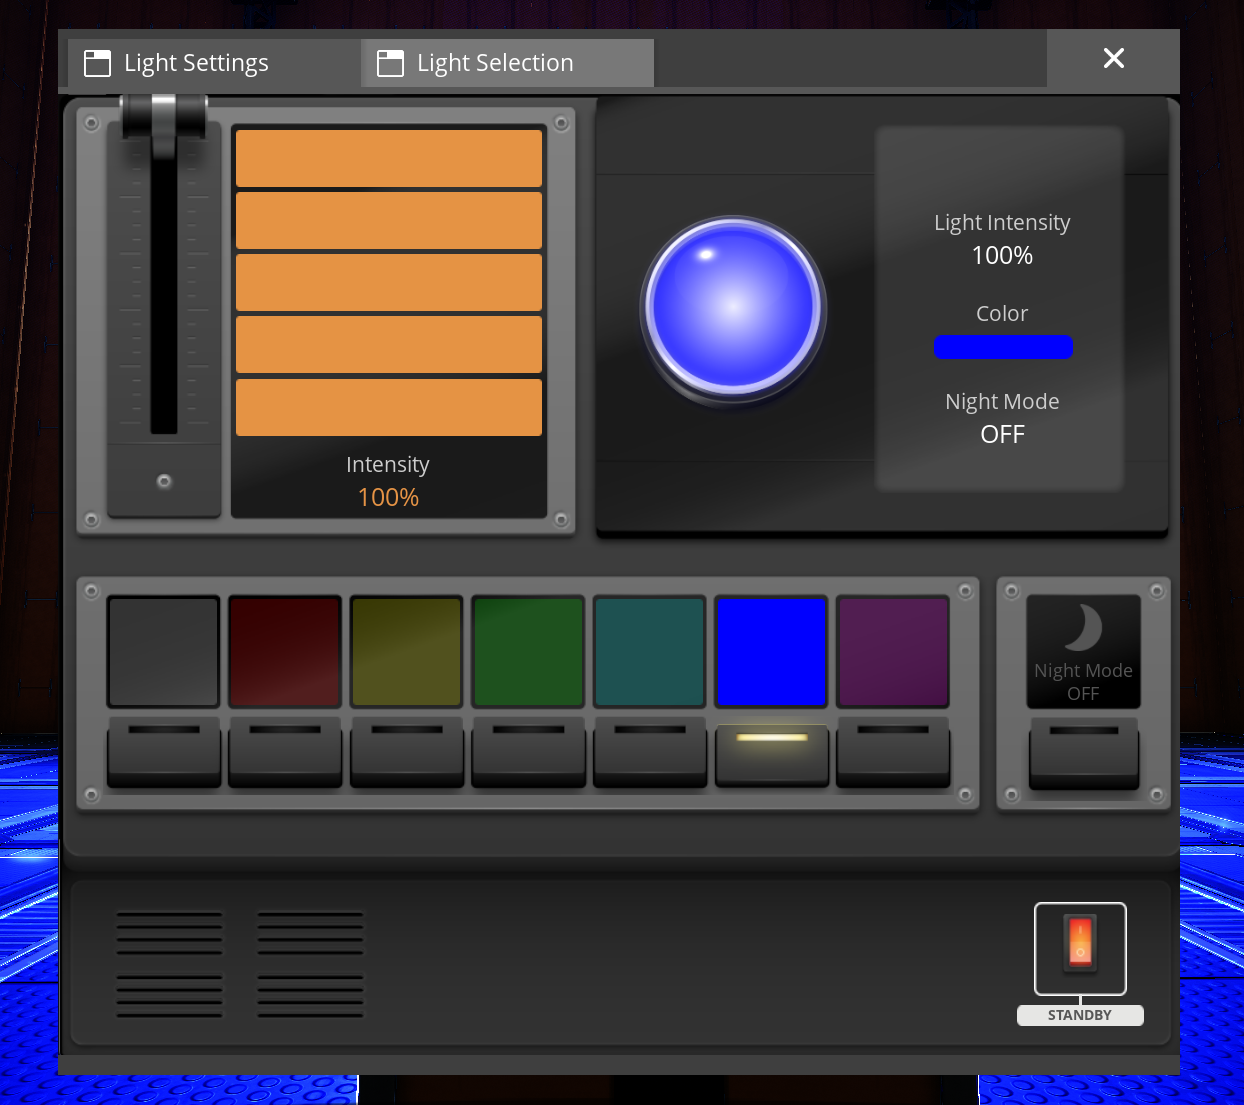 Light Settings
Light Selection
Light Intensity
100%
Color
Night Mode
OFF
Intensity
100%
Night Mode
OFF
STANDBY